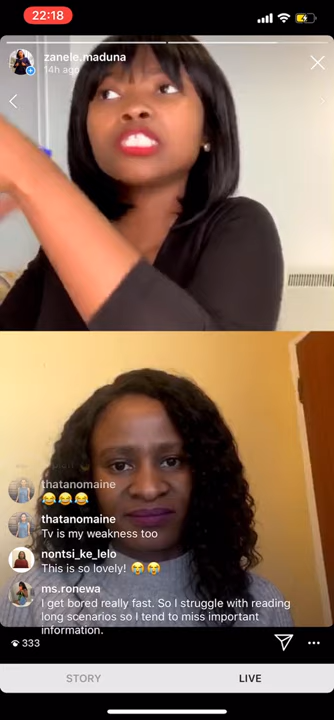 22:18
zanele.maduna
14h ago
thatanomaine
😂😂😂
thatanomaine
Tv is my weakness too
nontsi_ke_lelo
This is so lovely! 😭😭
ms.ronewa
I get bored really fast. So I struggle with reading
long scenarios so I tend to miss important
information.
333
STORY
LIVE